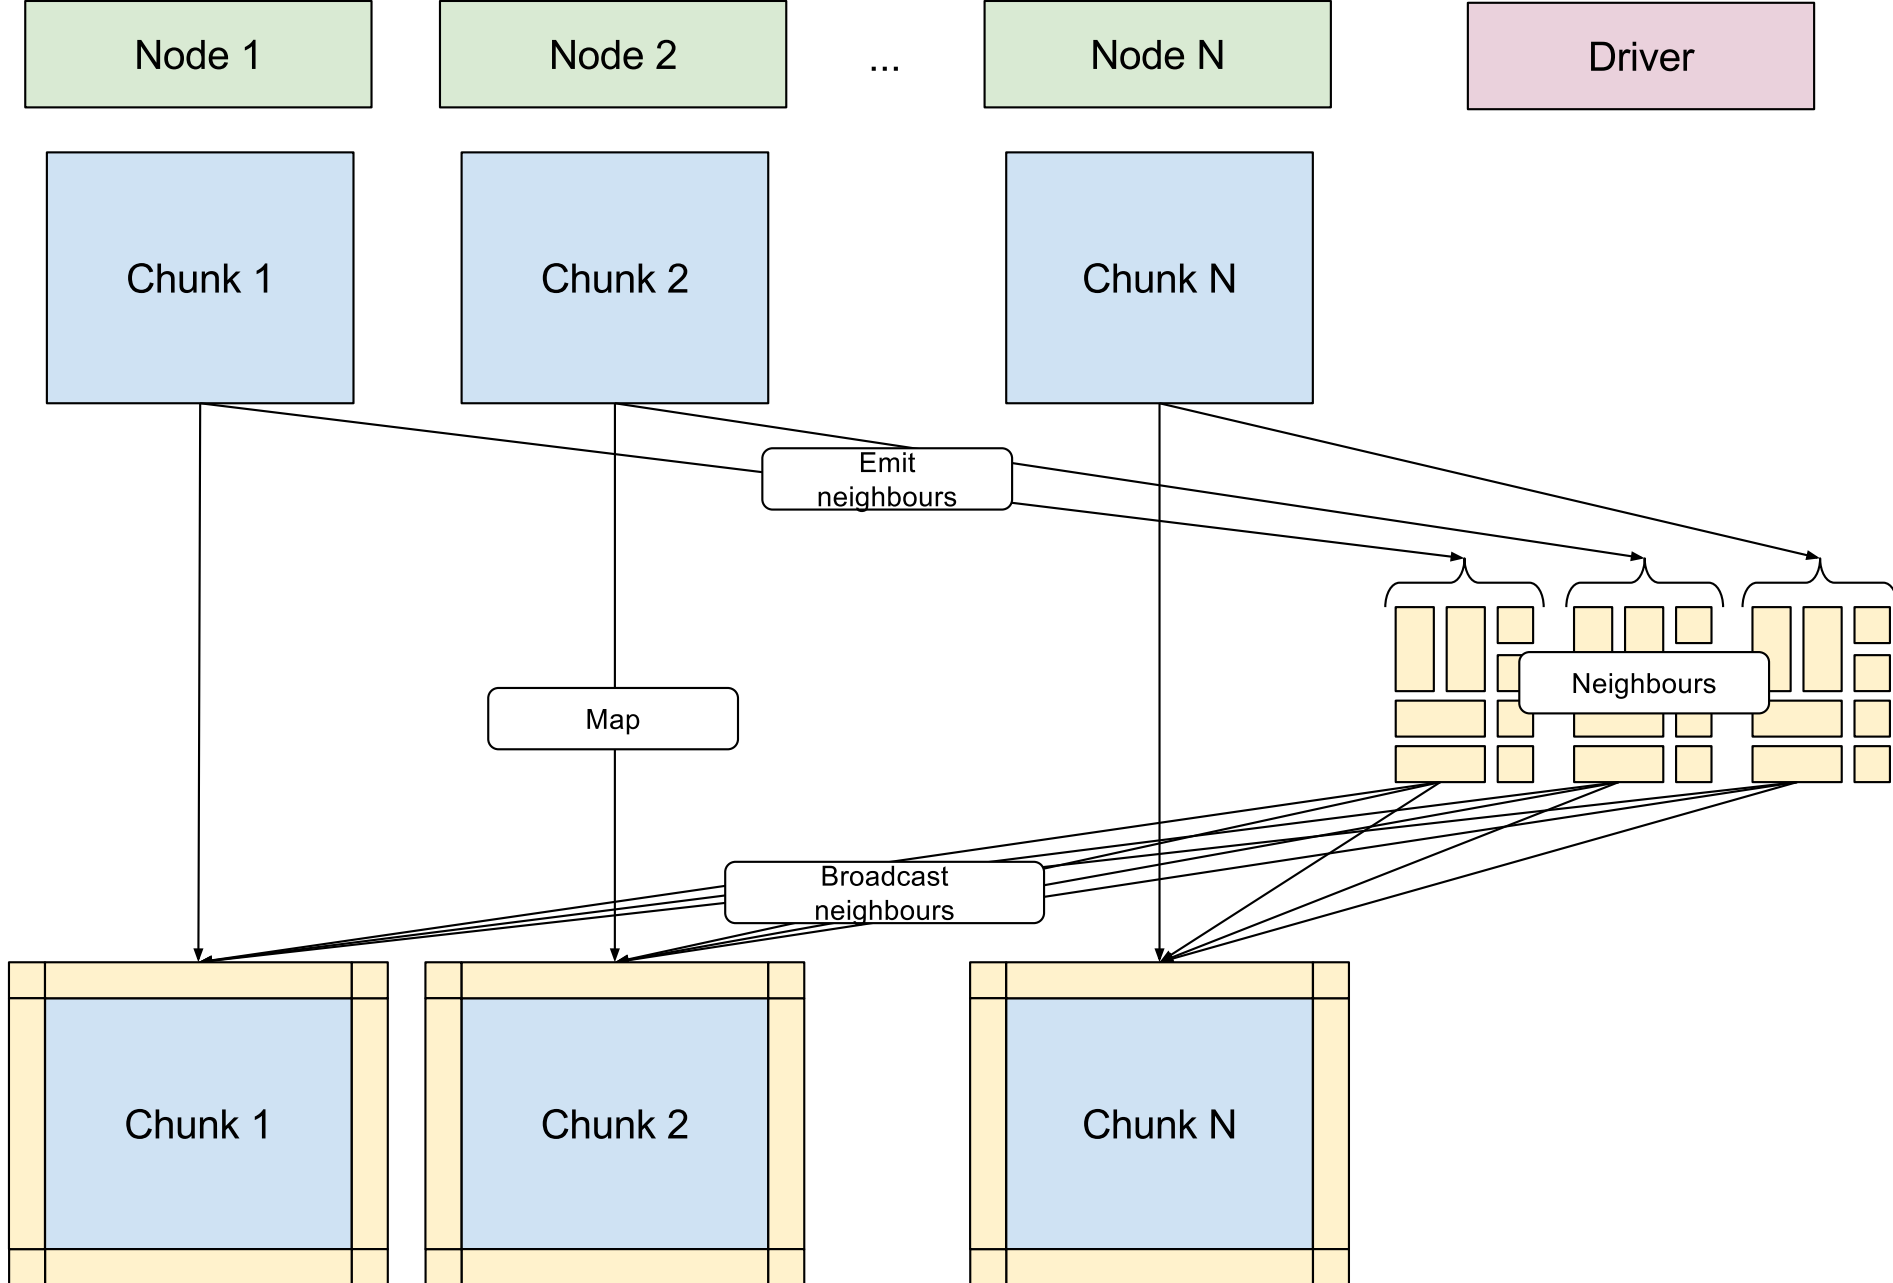 Node 1
Node 2
...
Node N
Driver
Chunk 1
Chunk 2
Chunk N
Emit
neighbours
Neighbours
Map
Broadcast
neighbours
Chunk 1
Chunk 2
Chunk N